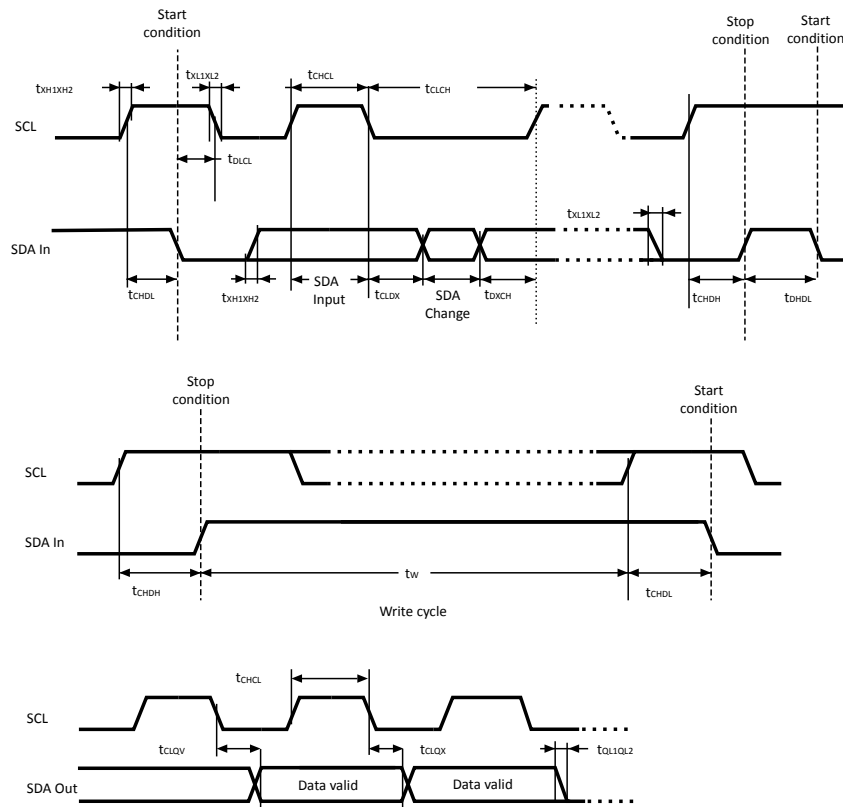 Start
condition
Stop
condition
Start
condition
tXH1XH2
tXL1XL2
tCHCL
tCLCH
SCL
tDLCL
tXL1XL2
SDA In
tCHDL
tXH1XH2
SDA
Input
tCLDX
SDA
Change
tDXCH
tCHDH
tDHDL
Stop
condition
Start
condition
SCL
SDA In
tCHDH
tW
tCHDL
Write cycle
tCHCL
SCL
tCLQV
tCLQX
tQL1QL2
SDA Out
Data valid
Data valid